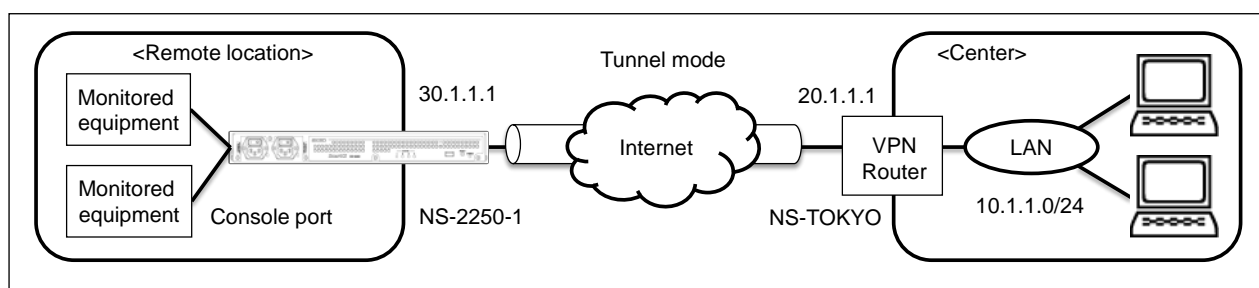 <Remote location>
Monitored
equipment
Monitored
equipment
Console port
30.1.1.1
NS-2250-1
Tunnel mode
Internet
20.1.1.1
NS-TOKYO
VPN
Router
<Center>
LAN
10.1.1.0/24